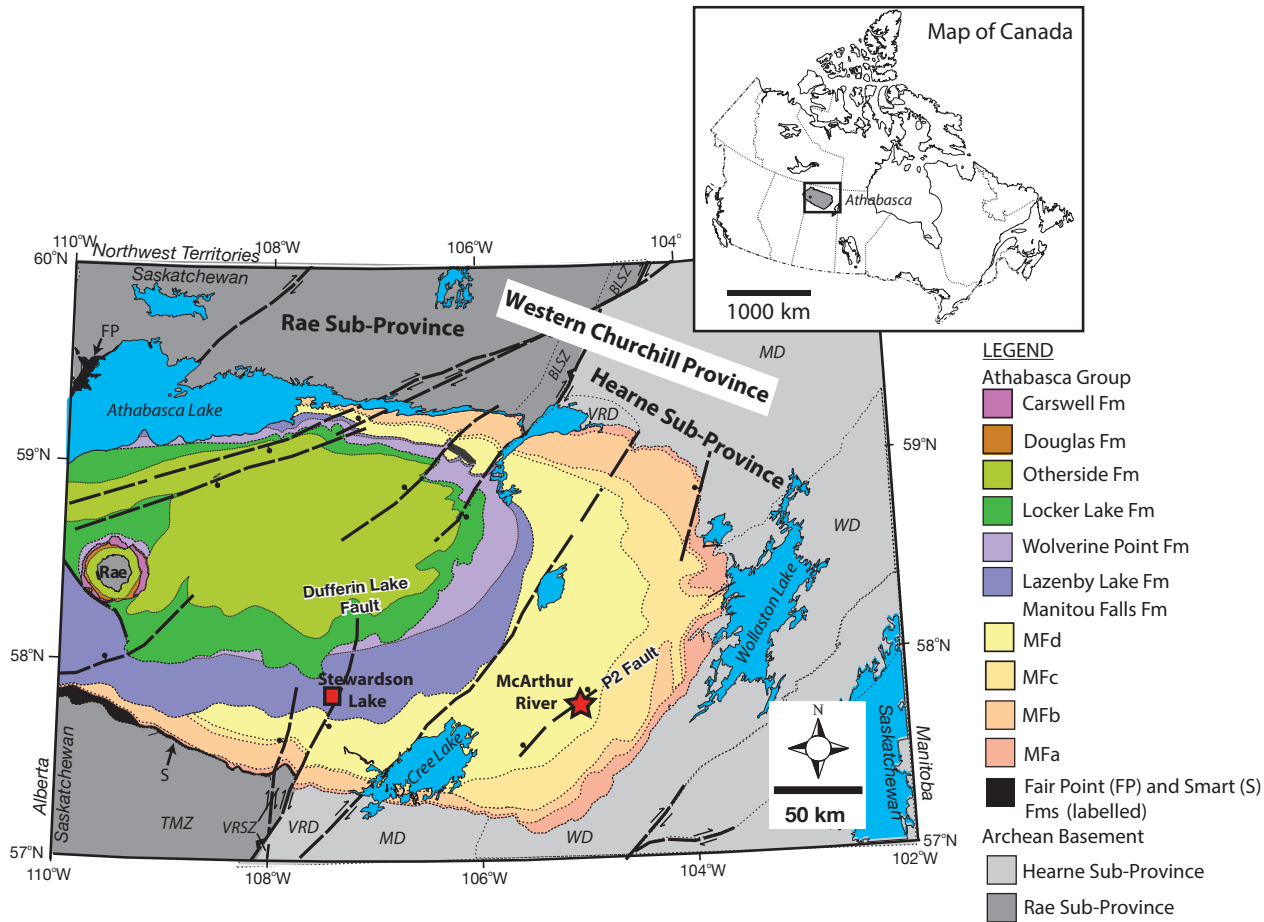 Map of Canada
Athabasca
1000 km
110°W
108°W
106°W
104°
60°N
Northwest Territories
Saskatchewan
BLSZ
FP
Rae Sub-Province
Western Churchill Province
MD
BLSZ
Hearne Sub-Province
VRD
Athabasca Lake
59°N
59°N
WD
Rae
Dufferin Lake
Fault
Wollaston Lake
58°N
58°N
Stewardson
Lake
McArthur
River
P2 Fault
N
50 km
Cree Lake
S
Alberta
Saskatchewan
TMZ
VRSZ
VRD
MD
WD
Saskatchewan
Manitoba
57°N
57°N
110°W
108°W
106°W
104°W
102°W
LEGEND
Athabasca Group
Carswell Fm
Douglas Fm
Otherside Fm
Locker Lake Fm
Wolverine Point Fm
Lazenby Lake Fm
Manitou Falls Fm
MFd
MFc
MFb
MFa
Fair Point (FP) and Smart (S)
Fms (labelled)
Archean Basement
Hearne Sub-Province
Rae Sub-Province